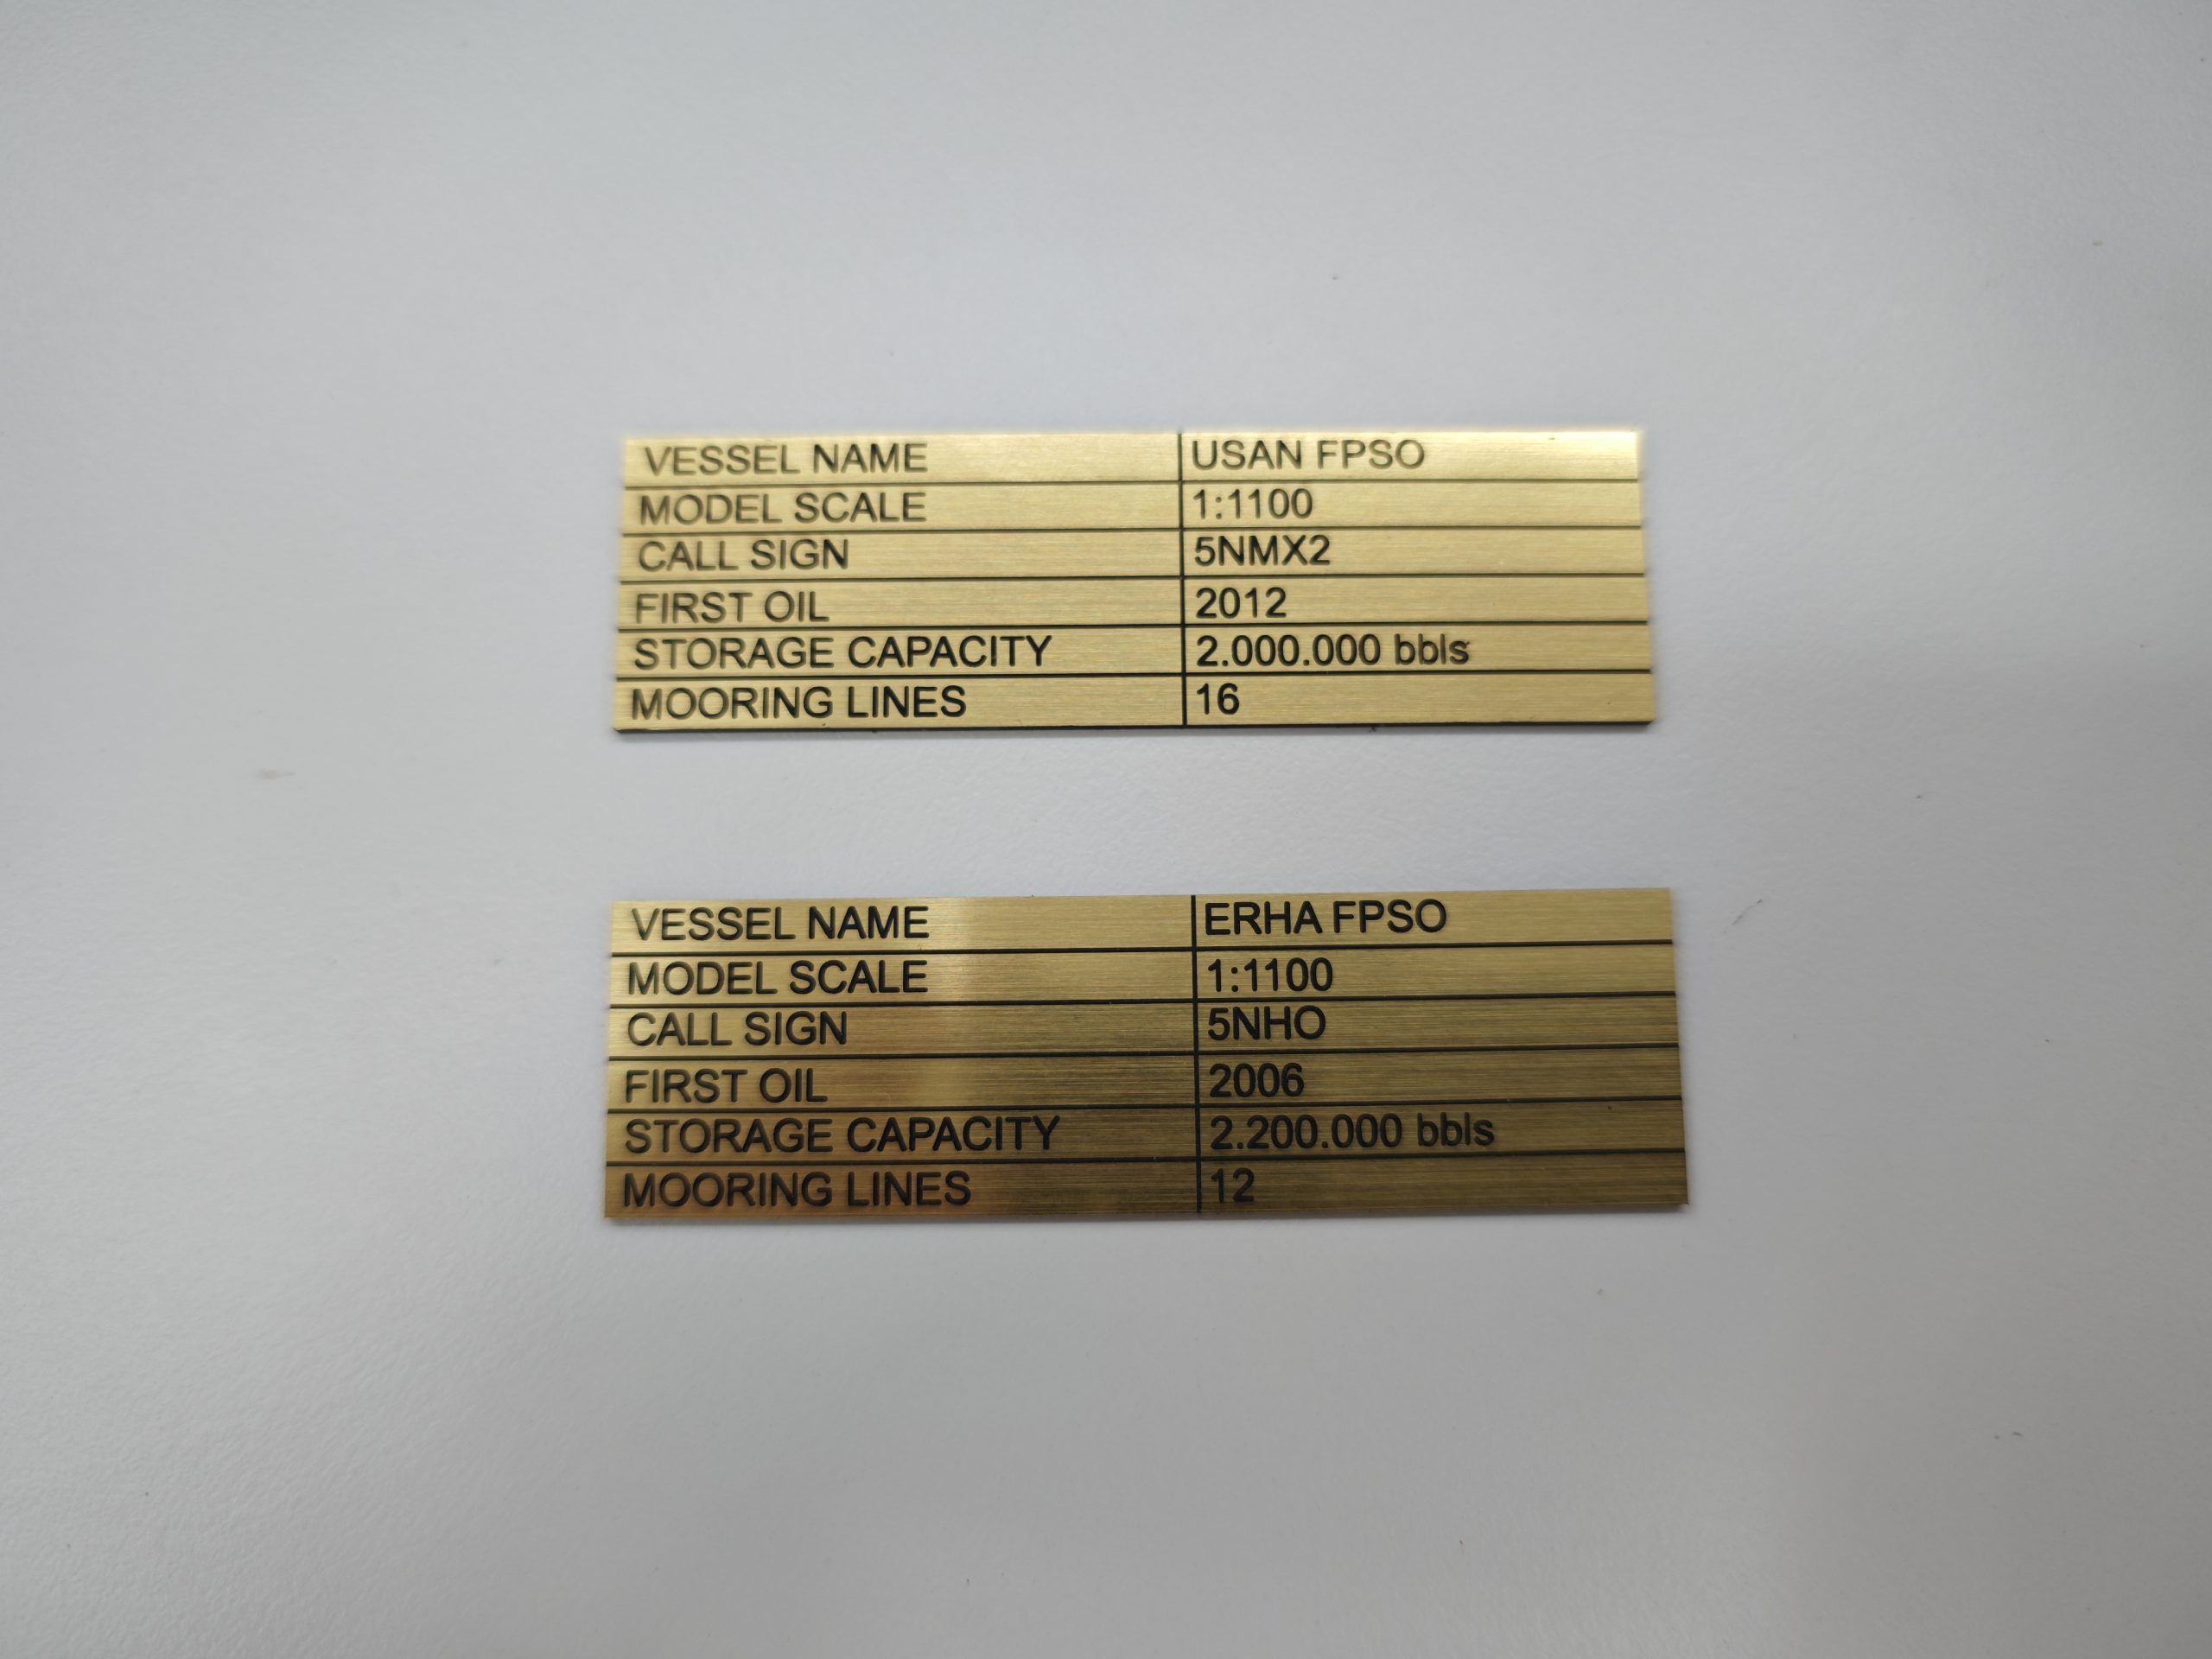 VESSEL NAME USAN FPSO
MODEL SCALE 1:1100
CALL SIGN 5NMX2
FIRST OIL 2012
STORAGE CAPACITY 2.000.000 bbls
MOORING LINES 16
VESSEL NAME ERHA FPSO
MODEL SCALE 1:1100
CALL SIGN 5NHO
FIRST OIL 2006
STORAGE CAPACITY 2.200.000 bbls
MOORING LINES 12